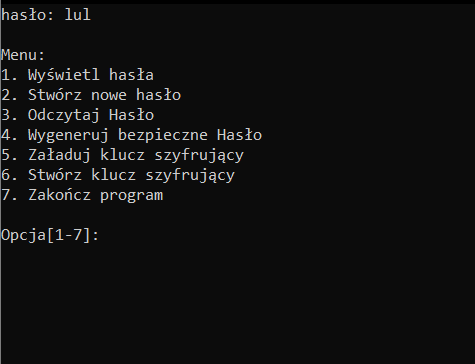 hasło: lul
Menu:
1. Wyświetl hasła
2. Stwórz nowe hasło
3. Odczytaj Hasło
4. Wygeneruj bezpieczne Hasło
5. Załaduj klucz szyfrujący
6. Stwórz klucz szyfrujący
7. Zakończ program
Opcja[1-7]: